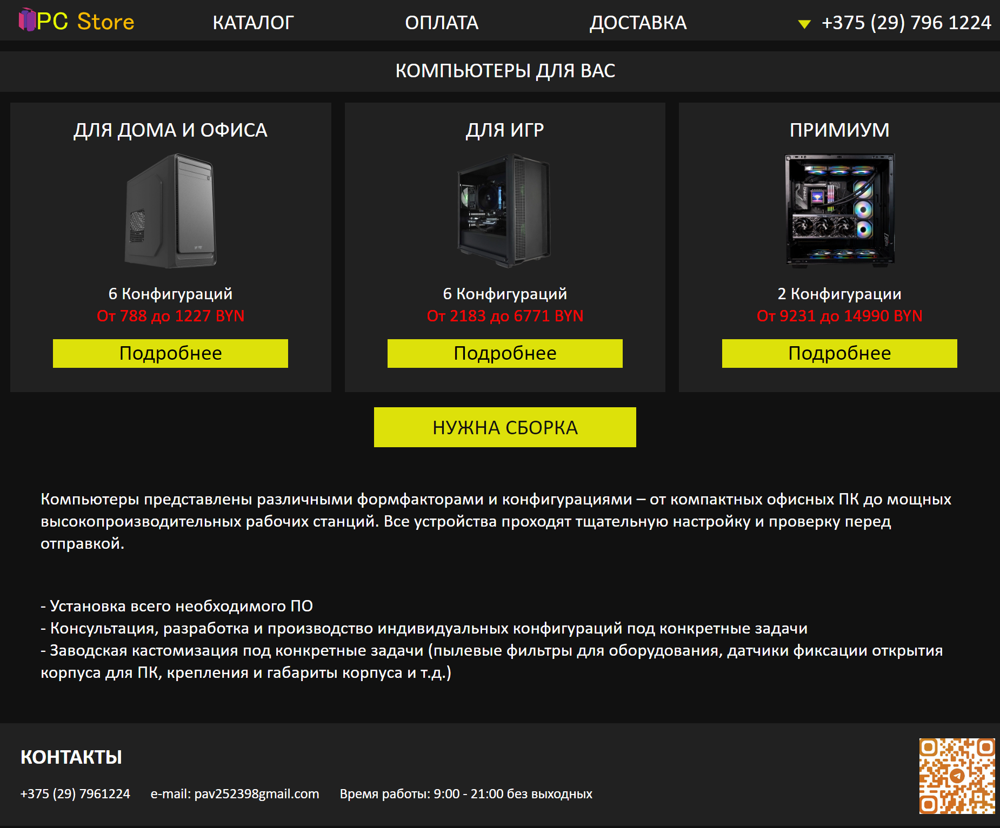 PC Store КАТАЛОГ ОПЛАТА ДОСТАВКА +375 (29) 796 1224
КОМПЬЮТЕРЫ ДЛЯ ВАС
ДЛЯ ДОМА И ОФИСА
6 Конфигураций
От 788 до 1227 BYN
Подробнее
ДЛЯ ИГР
6 Конфигураций
От 2183 до 6771 BYN
Подробнее
ПРИМИУМ
2 Конфигурации
От 9231 до 14990 BYN
Подробнее
НУЖНА СБОРКА
Компьютеры представлены различными формфакторами и конфигурациями – от компактных офисных ПК до мощных
высокопроизводительных рабочих станций. Все устройства проходят тщательную настройку и проверку перед
отправкой.
- Установка всего необходимого ПО
- Консультация, разработка и производство индивидуальных конфигураций под конкретные задачи
- Заводская кастомизация под конкретные задачи (пылевые фильтры для оборудования, датчики фиксации открытия
корпуса для ПК, крепления и габариты корпуса и т.д.)
КОНТАКТЫ
+375 (29) 7961224 e-mail: pav252398gmail.com Время работы: 9:00 - 21:00 без выходных